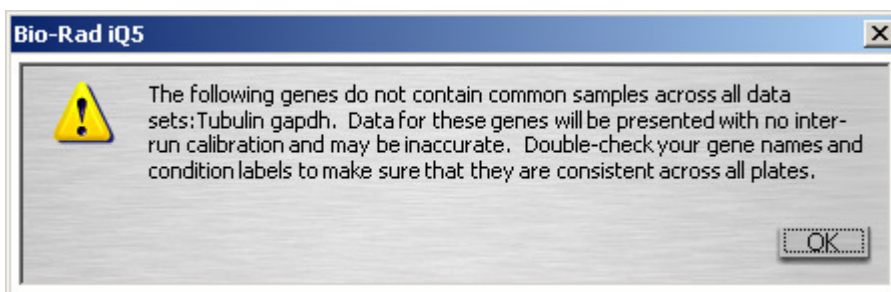 Bio-Rad iQ5
The following genes do not contain common samples across all data
sets:Tubulin gapdh.  Data for these genes will be presented with no inter-
run calibration and may be inaccurate.  Double-check your gene names and
condition labels to make sure that they are consistent across all plates.
OK